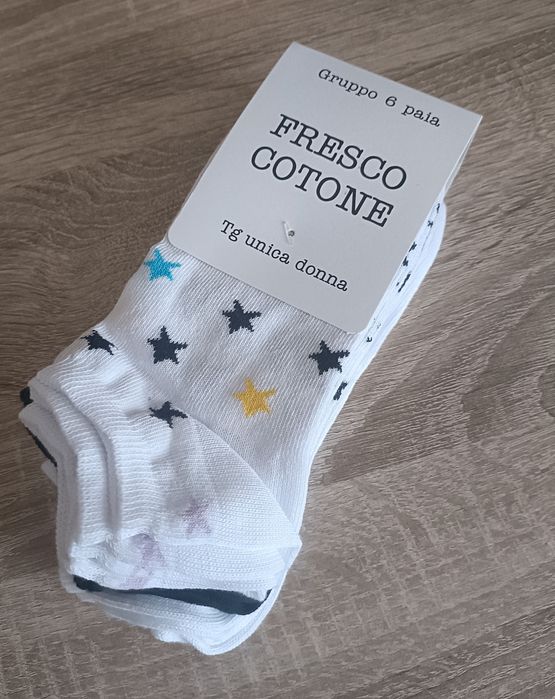 Gruppo 6 paia
FRESCO
COTONE
Tg unica donna